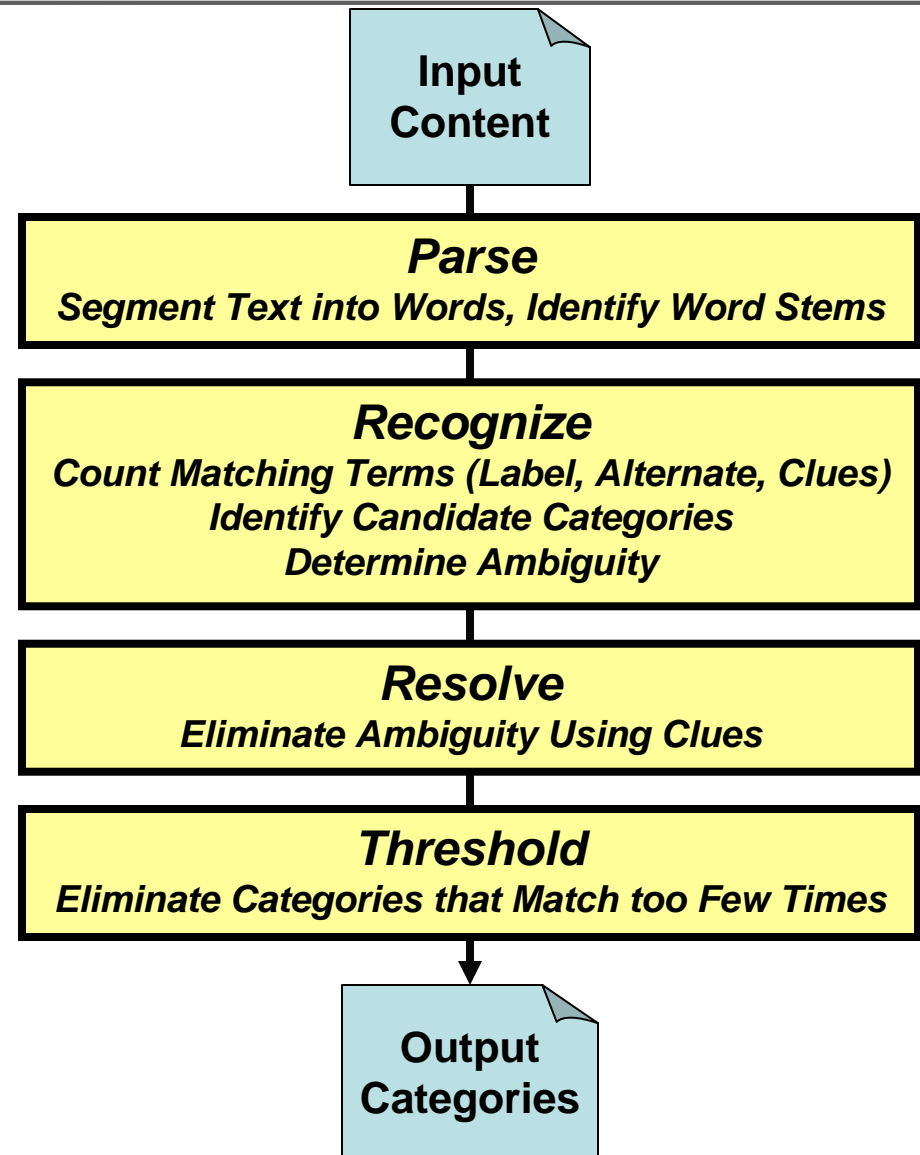 Input
Content
Parse
Segment Text into Words, Identify Word Stems
Recognize
Count Matching Terms (Label, Alternate, Clues)
Identify Candidate Categories
Determine Ambiguity
Resolve
Eliminate Ambiguity Using Clues
Threshold
Eliminate Categories that Match too Few Times
Output
Categories